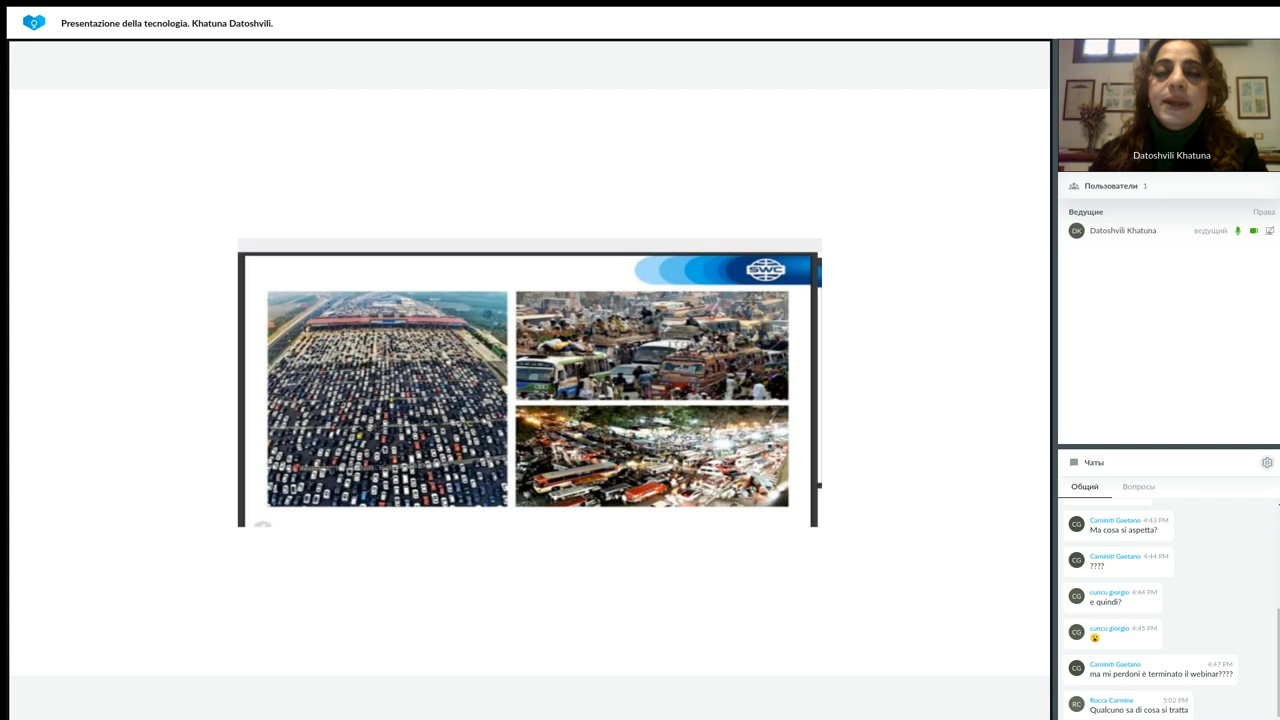 Presentazione della tecnologia. Khatuna Datoshvili.
SWC
Datoshvili Khatuna
Пользователи 1
Ведущие Права
DK Datoshvili Khatuna ведущий
Чаты
Общий Вопросы
CG Caminiti Gaetano 4:43 PM
Ma cosa si aspetta?
CG Caminiti Gaetano 4:44 PM
????
CG cuncu giorgio 4:44 PM
e quindi?
CG cuncu giorgio 4:45 PM
😮
CG Caminiti Gaetano 4:47 PM
ma mi perdoni è terminato il webinar????
RC Rocca Carmine 5:02 PM
Qualcuno sa di cosa si tratta